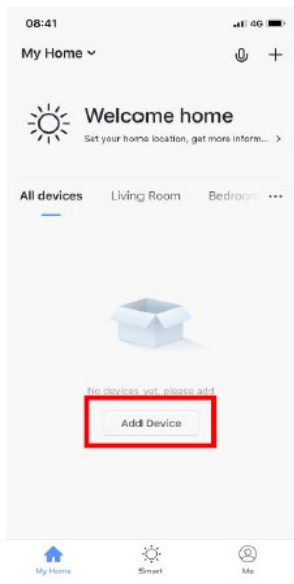 08:41 4G
My Home
Welcome home
Set your home location, get more inform...
All devices Living Room Bedroom
No devices yet, please add
Add Device
My Home Smart Me